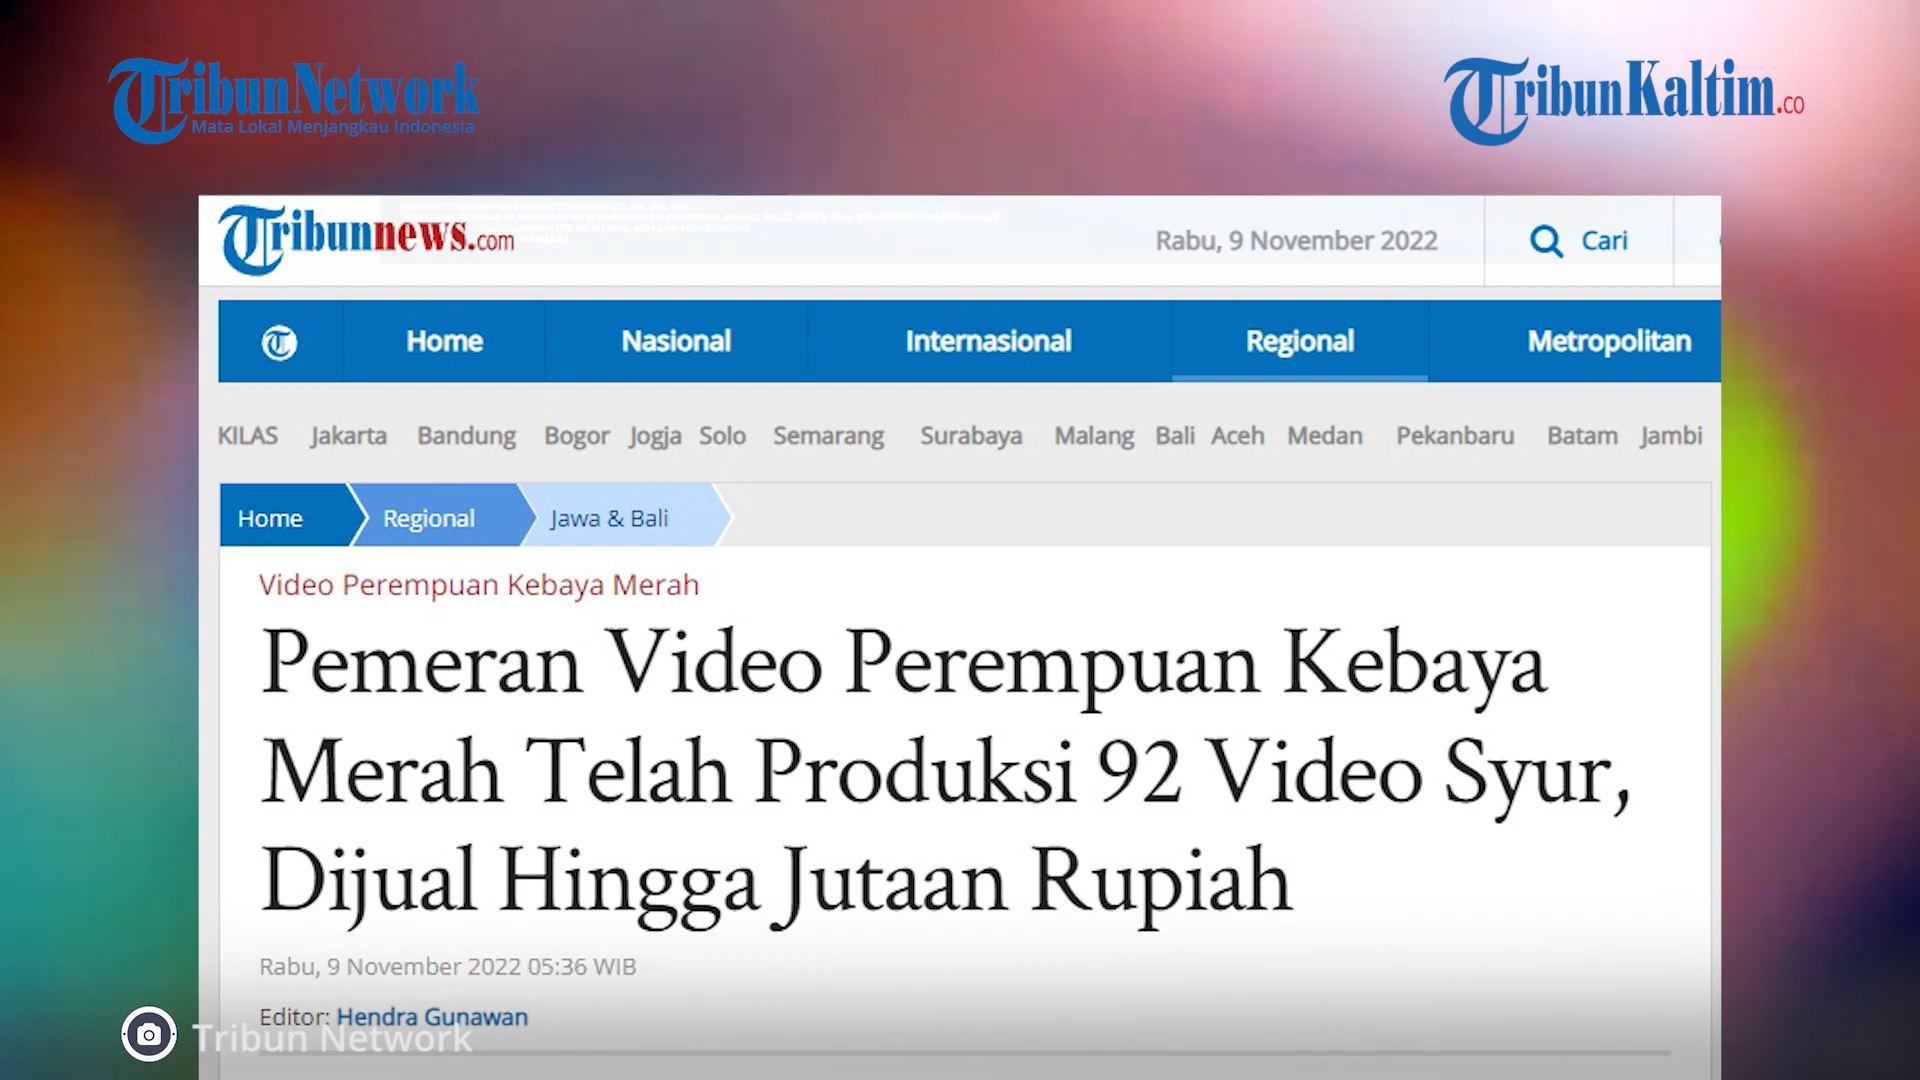 TribunNetwork
Mata Lokal Menjangkau Indonesia
TribunKaltim.co
Tribunnews.com
Rabu, 9 November 2022
Cari
Home Nasional Internasional Regional Metropolitan
KILAS Jakarta Bandung Bogor Jogja Solo Semarang Surabaya Malang Bali Aceh Medan Pekanbaru Batam Jambi
Home Regional Jawa & Bali
Video Perempuan Kebaya Merah
Pemeran Video Perempuan Kebaya
Merah Telah Produksi 92 Video Syur,
Dijual Hingga Jutaan Rupiah
Rabu, 9 November 2022 05:36 WIB
Editor: Hendra Gunawan
Tribun Network